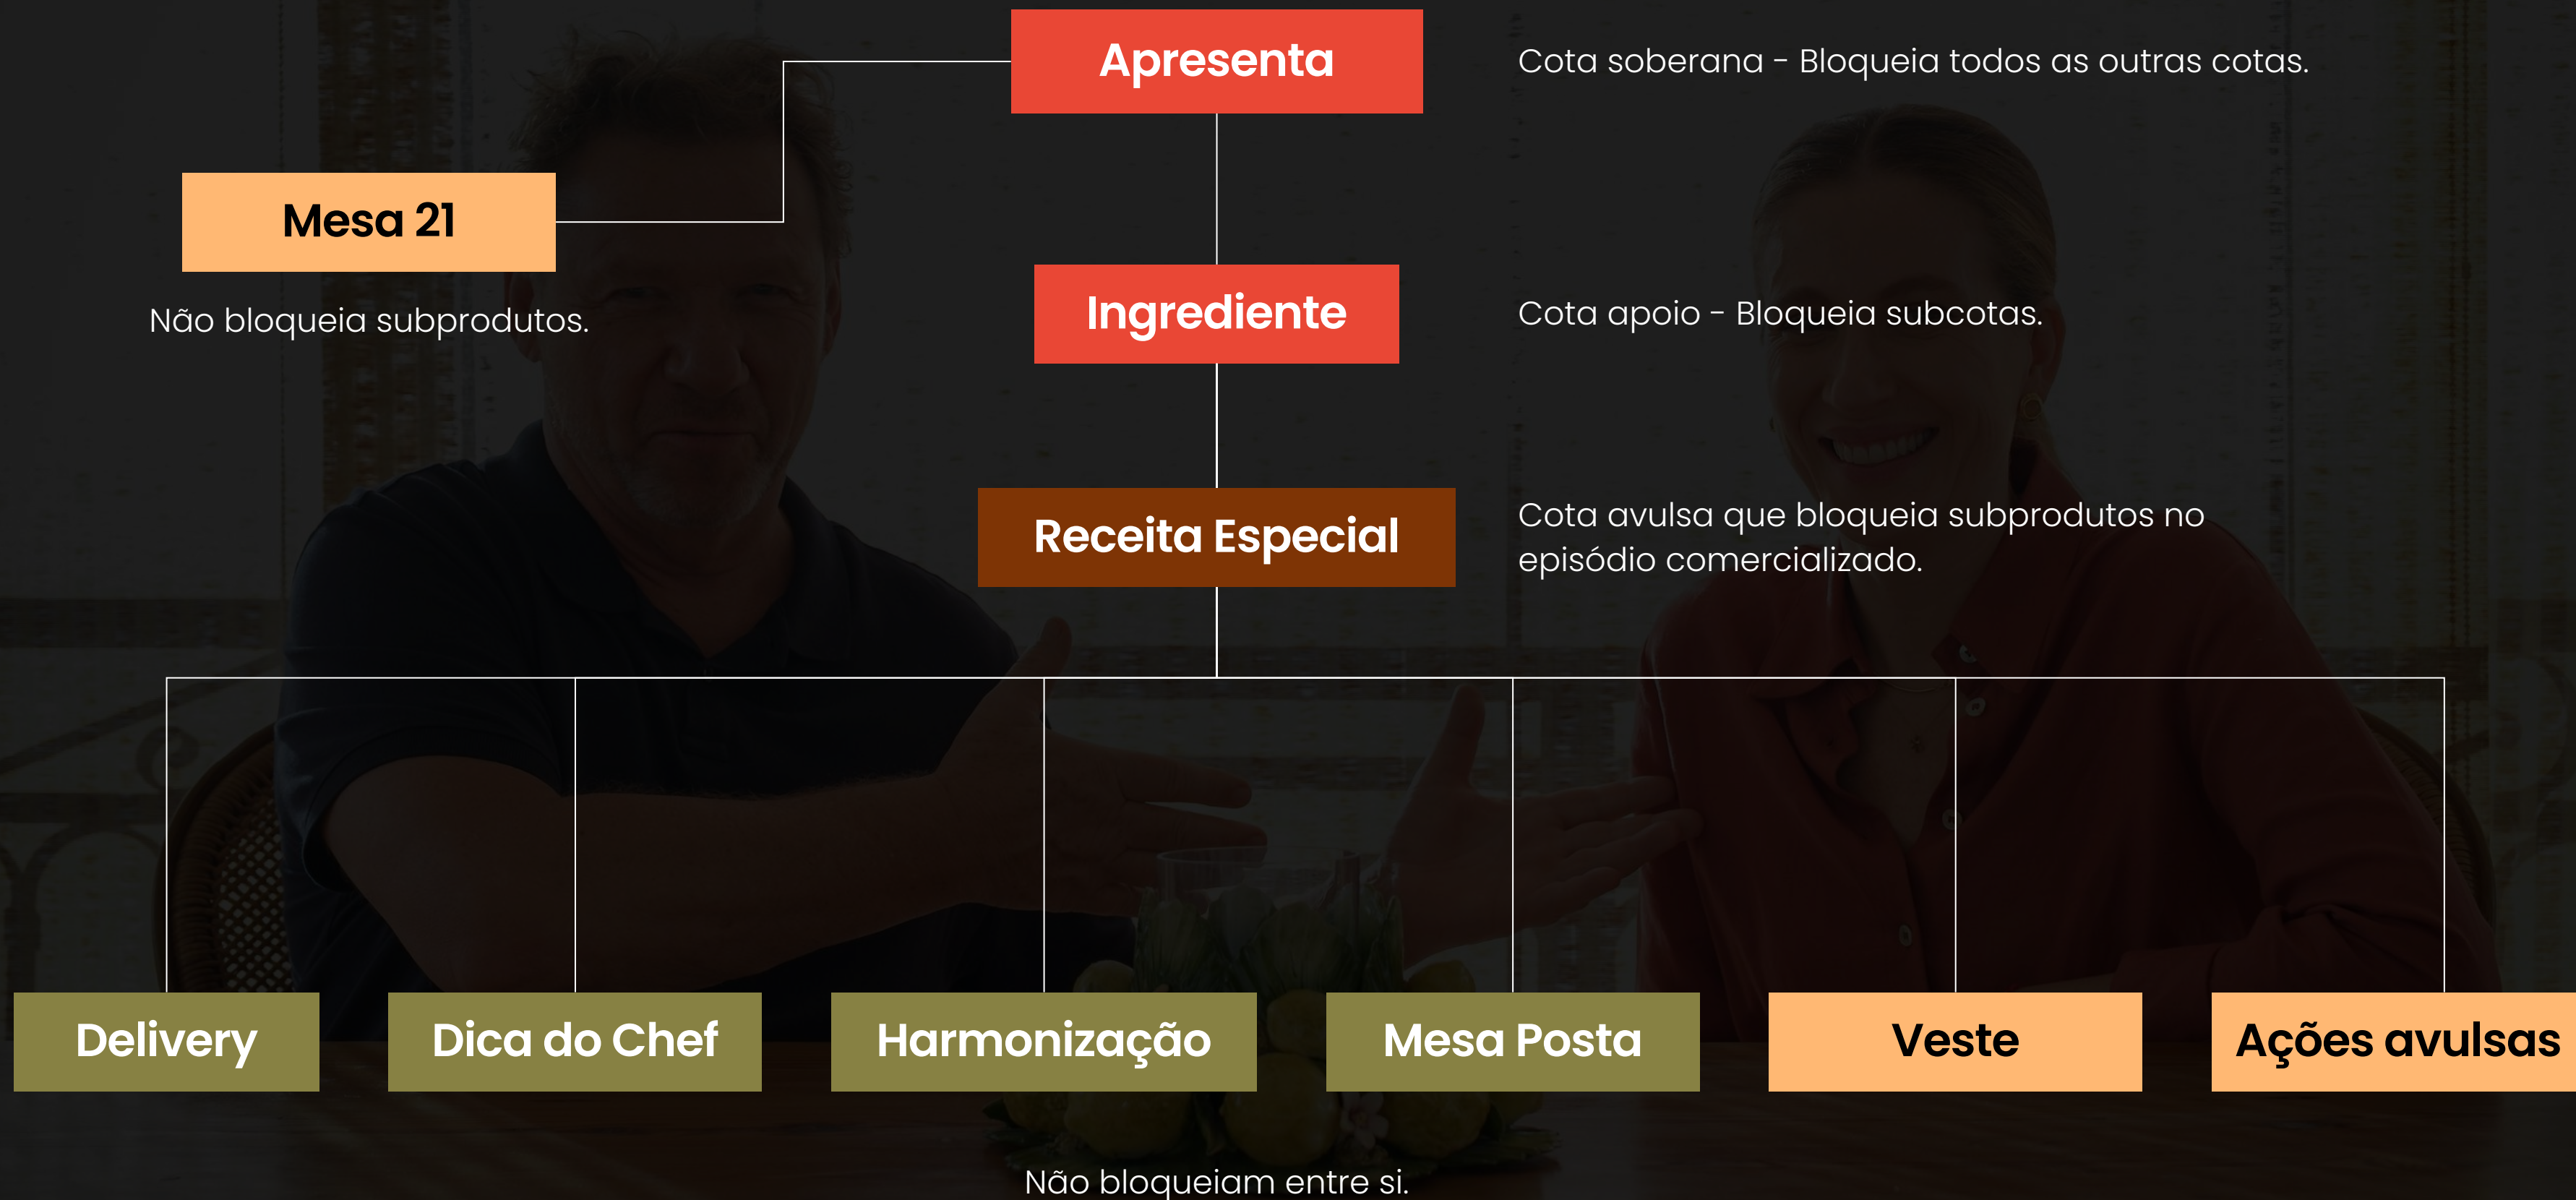 Apresenta
Cota soberana - Bloqueia todos as outras cotas.
Mesa 21
Não bloqueia subprodutos.
Ingrediente
Cota apoio - Bloqueia subcotas.
Receita Especial
Cota avulsa que bloqueia subprodutos no
episódio comercializado.
Delivery
Dica do Chef
Harmonização
Mesa Posta
Veste
Ações avulsas
Não bloqueiam entre si.